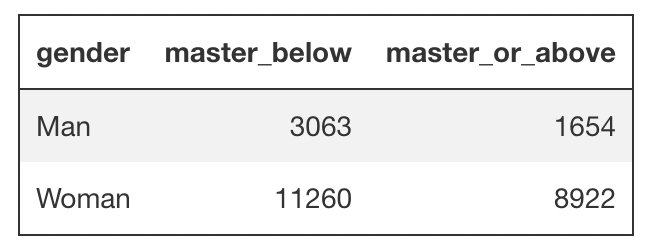 gender master_below master_or_above
Man 3063 1654
Woman 11260 8922